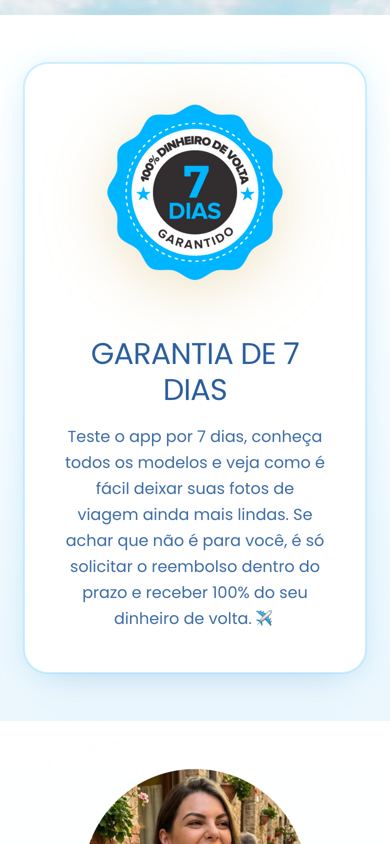 100% DINHEIRO DE VOLTA
7
DIAS
GARANTIDO
GARANTIA DE 7
DIAS
Teste o app por 7 dias, conheça
todos os modelos e veja como é
fácil deixar suas fotos de
viagem ainda mais lindas. Se
achar que não é para você, é só
solicitar o reembolso dentro do
prazo e receber 100% do seu
dinheiro de volta. ✈️